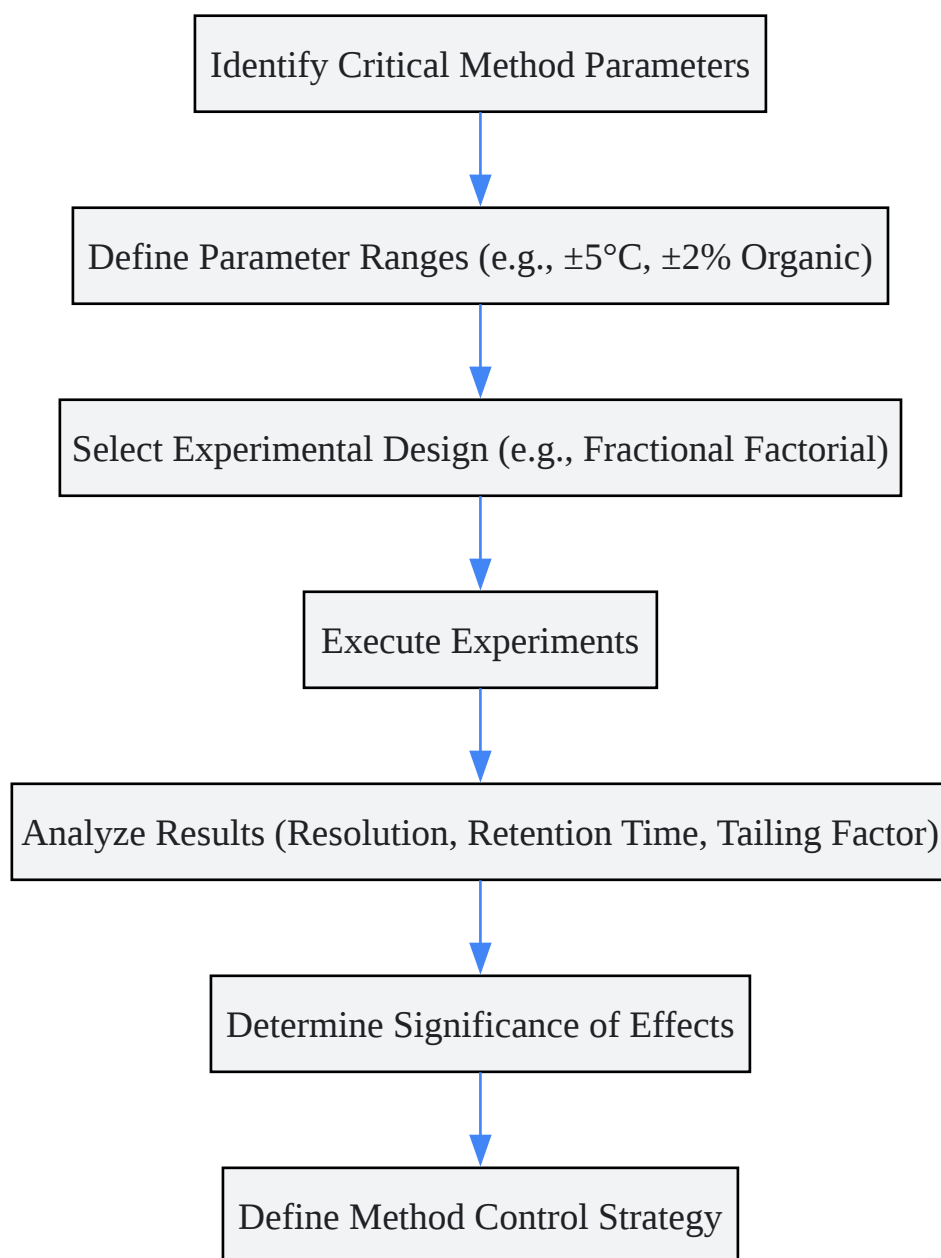 Identify Critical Method Parameters
Define Parameter Ranges (e.g., ±5°C, ±2% Organic)
Select Experimental Design (e.g., Fractional Factorial)
Execute Experiments
Analyze Results (Resolution, Retention Time, Tailing Factor)
Determine Significance of Effects
Define Method Control Strategy